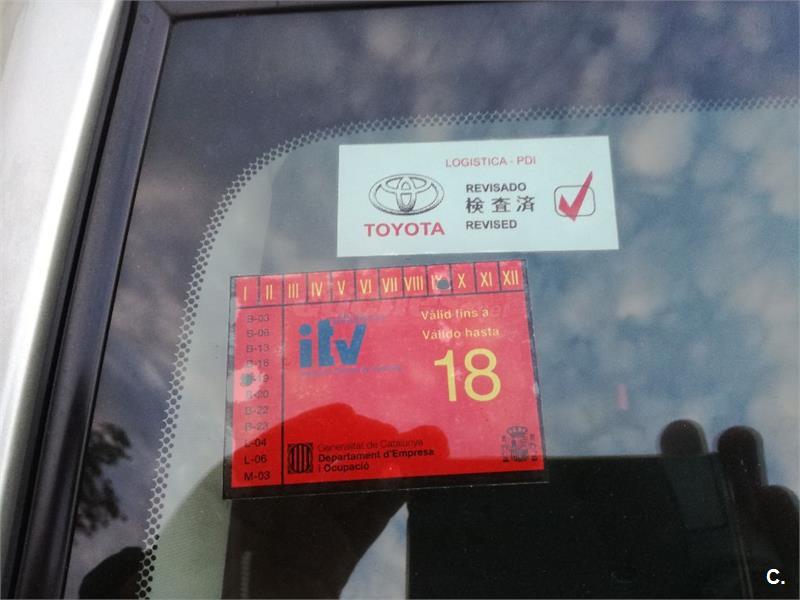 LOGISTICA - PDI
REVISADO
検査済
REVISED
TOYOTA
I II III IV V VI VII VIII IX X XI XII
B-03
B-06
B-13
B-16
B-19
B-20
B-22
B-23
L-04
L-06
M-03
itv
Vàlid fins a
Válido hasta
18
Generalitat de Catalunya
Departament d'Empresa
i Ocupació
C.